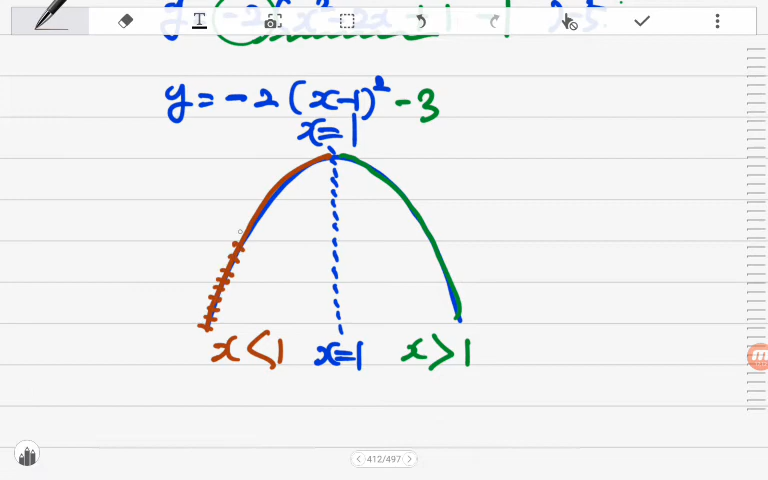 T
y = -2 (x-1)² -3
x=1
x<1 x=1 x>1
412/497